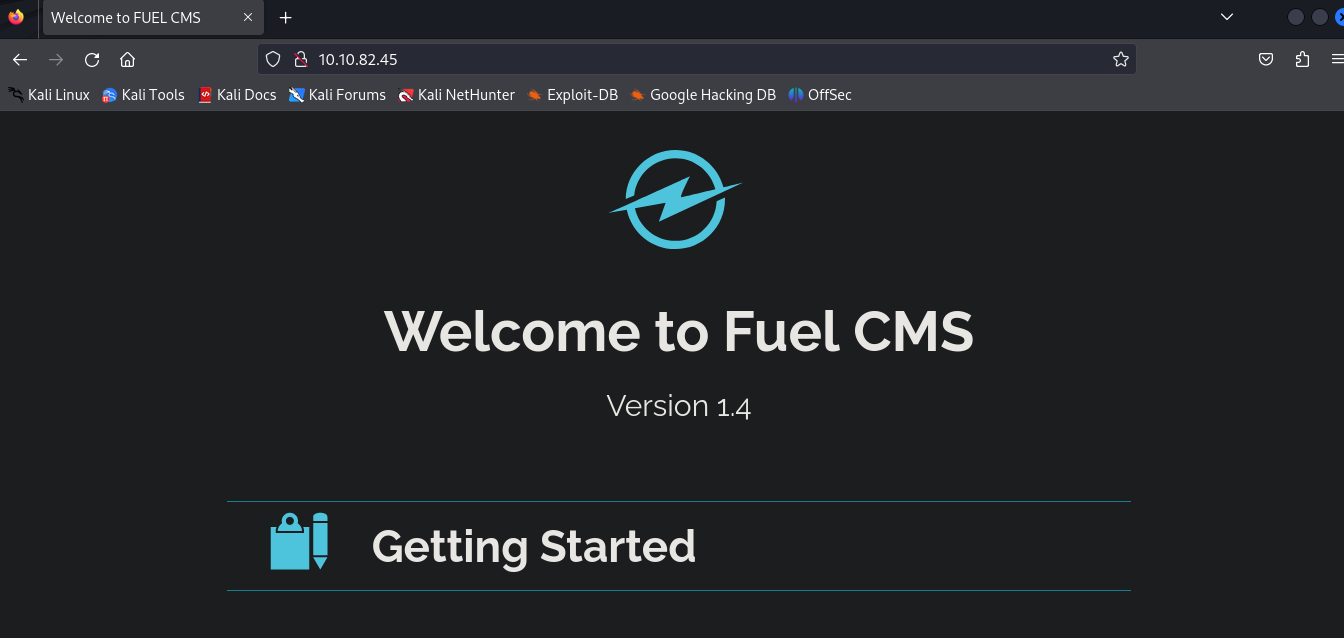 Welcome to FUEL CMS
10.10.82.45
Kali Linux Kali Tools Kali Docs Kali Forums Kali NetHunter Exploit-DB Google Hacking DB OffSec
Welcome to Fuel CMS
Version 1.4
Getting Started